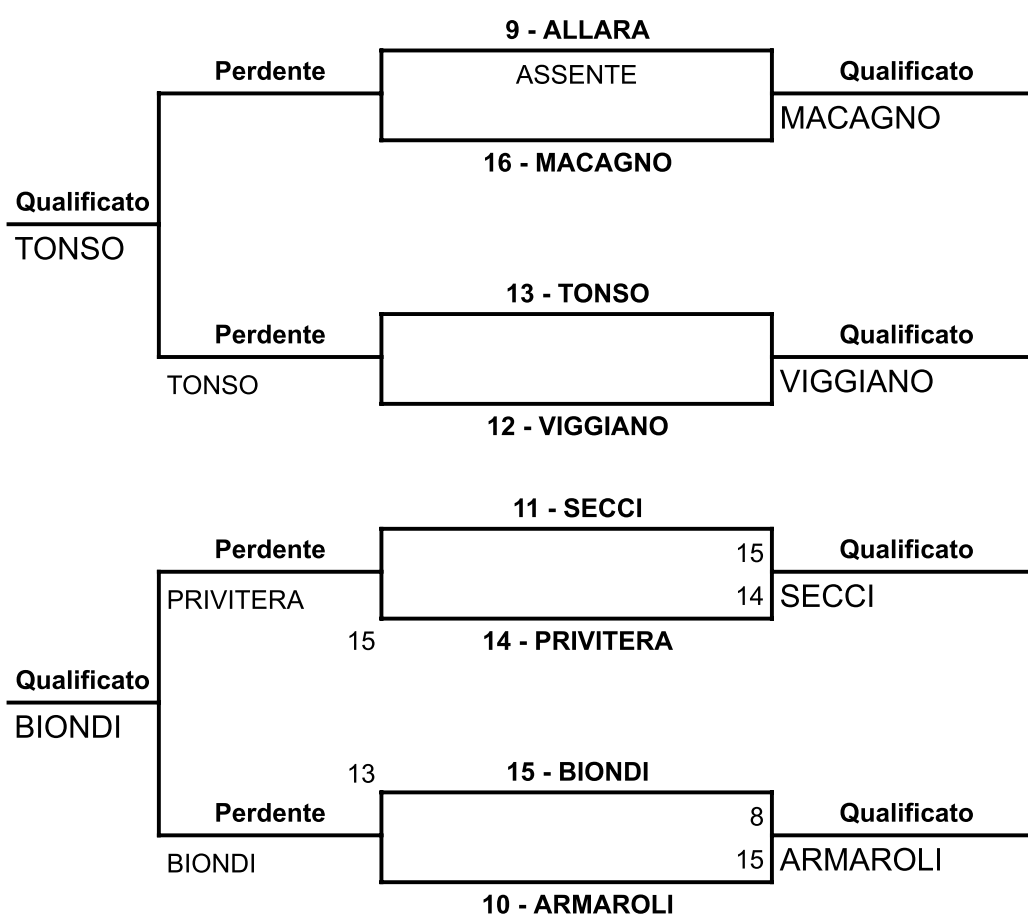 9 - ALLARA
Perdente
ASSENTE
Qualificato
MACAGNO
16 - MACAGNO
Qualificato
TONSO
13 - TONSO
Perdente
Qualificato
TONSO
VIGGIANO
12 - VIGGIANO
11 - SECCI
Perdente
15
Qualificato
PRIVITERA
14
SECCI
15
14 - PRIVITERA
Qualificato
BIONDI
13
15 - BIONDI
Perdente
8
Qualificato
BIONDI
15
ARMAROLI
10 - ARMAROLI